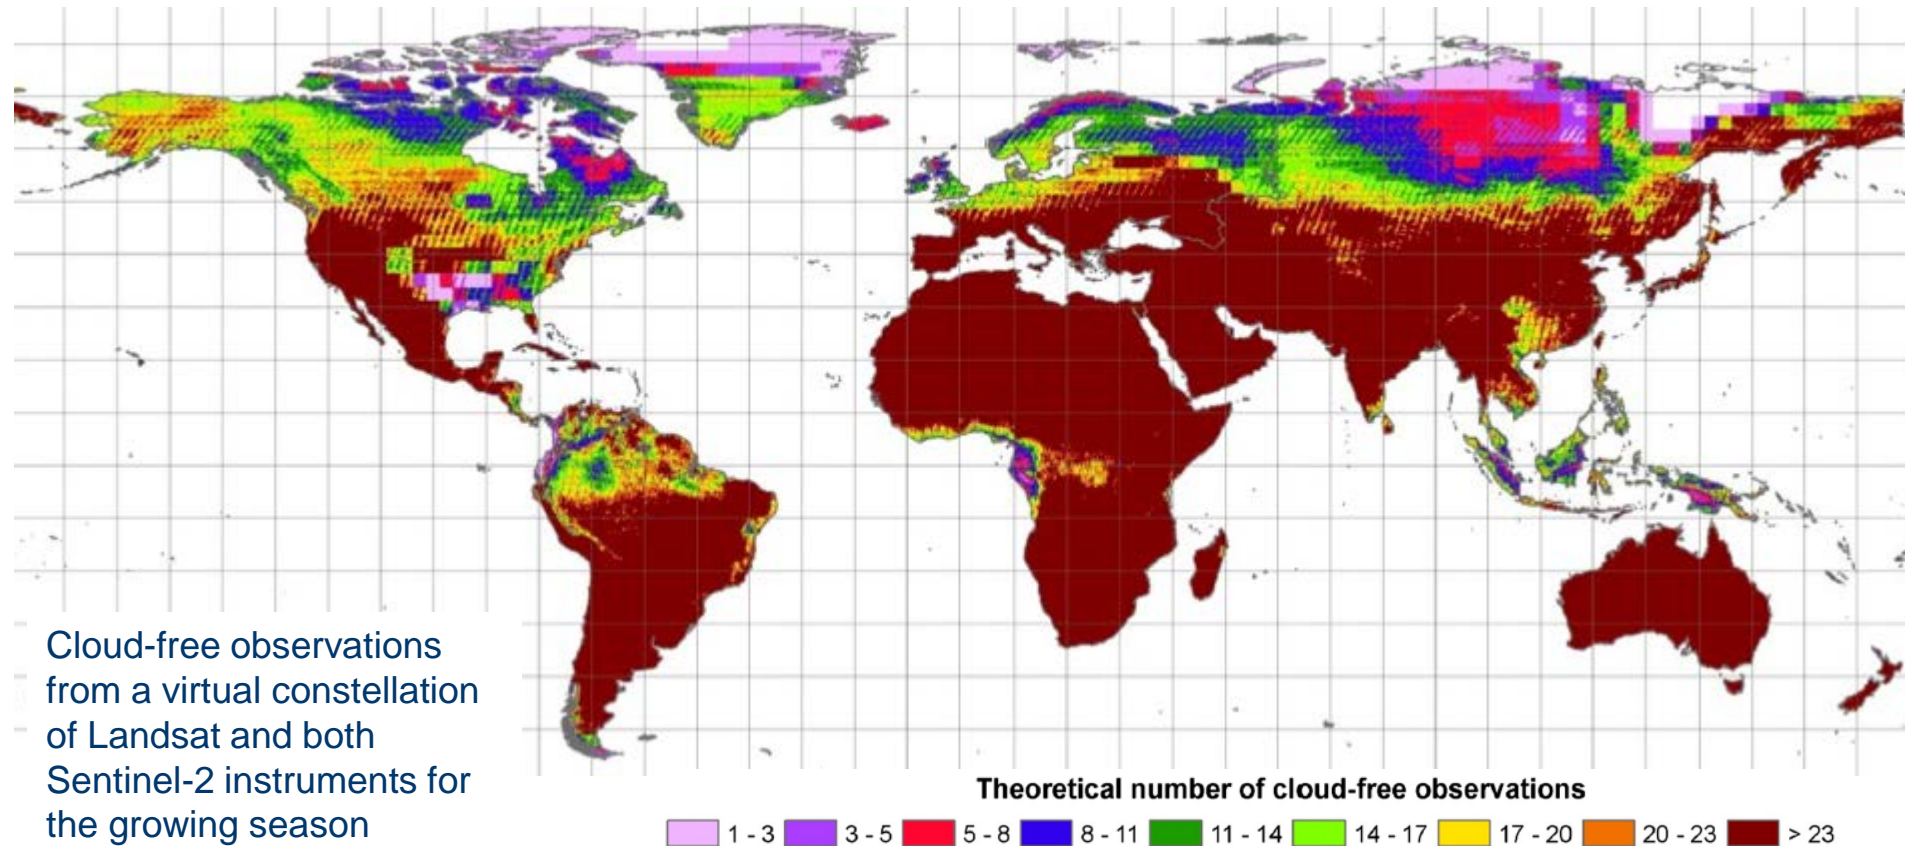 Cloud-free observations
from a virtual constellation
of Landsat and both
Sentinel-2 instruments for
the growing season
Theoretical number of cloud-free observations
1 - 3 3 - 5 5 - 8 8 - 11 11 - 14 14 - 17 17 - 20 20 - 23 > 23